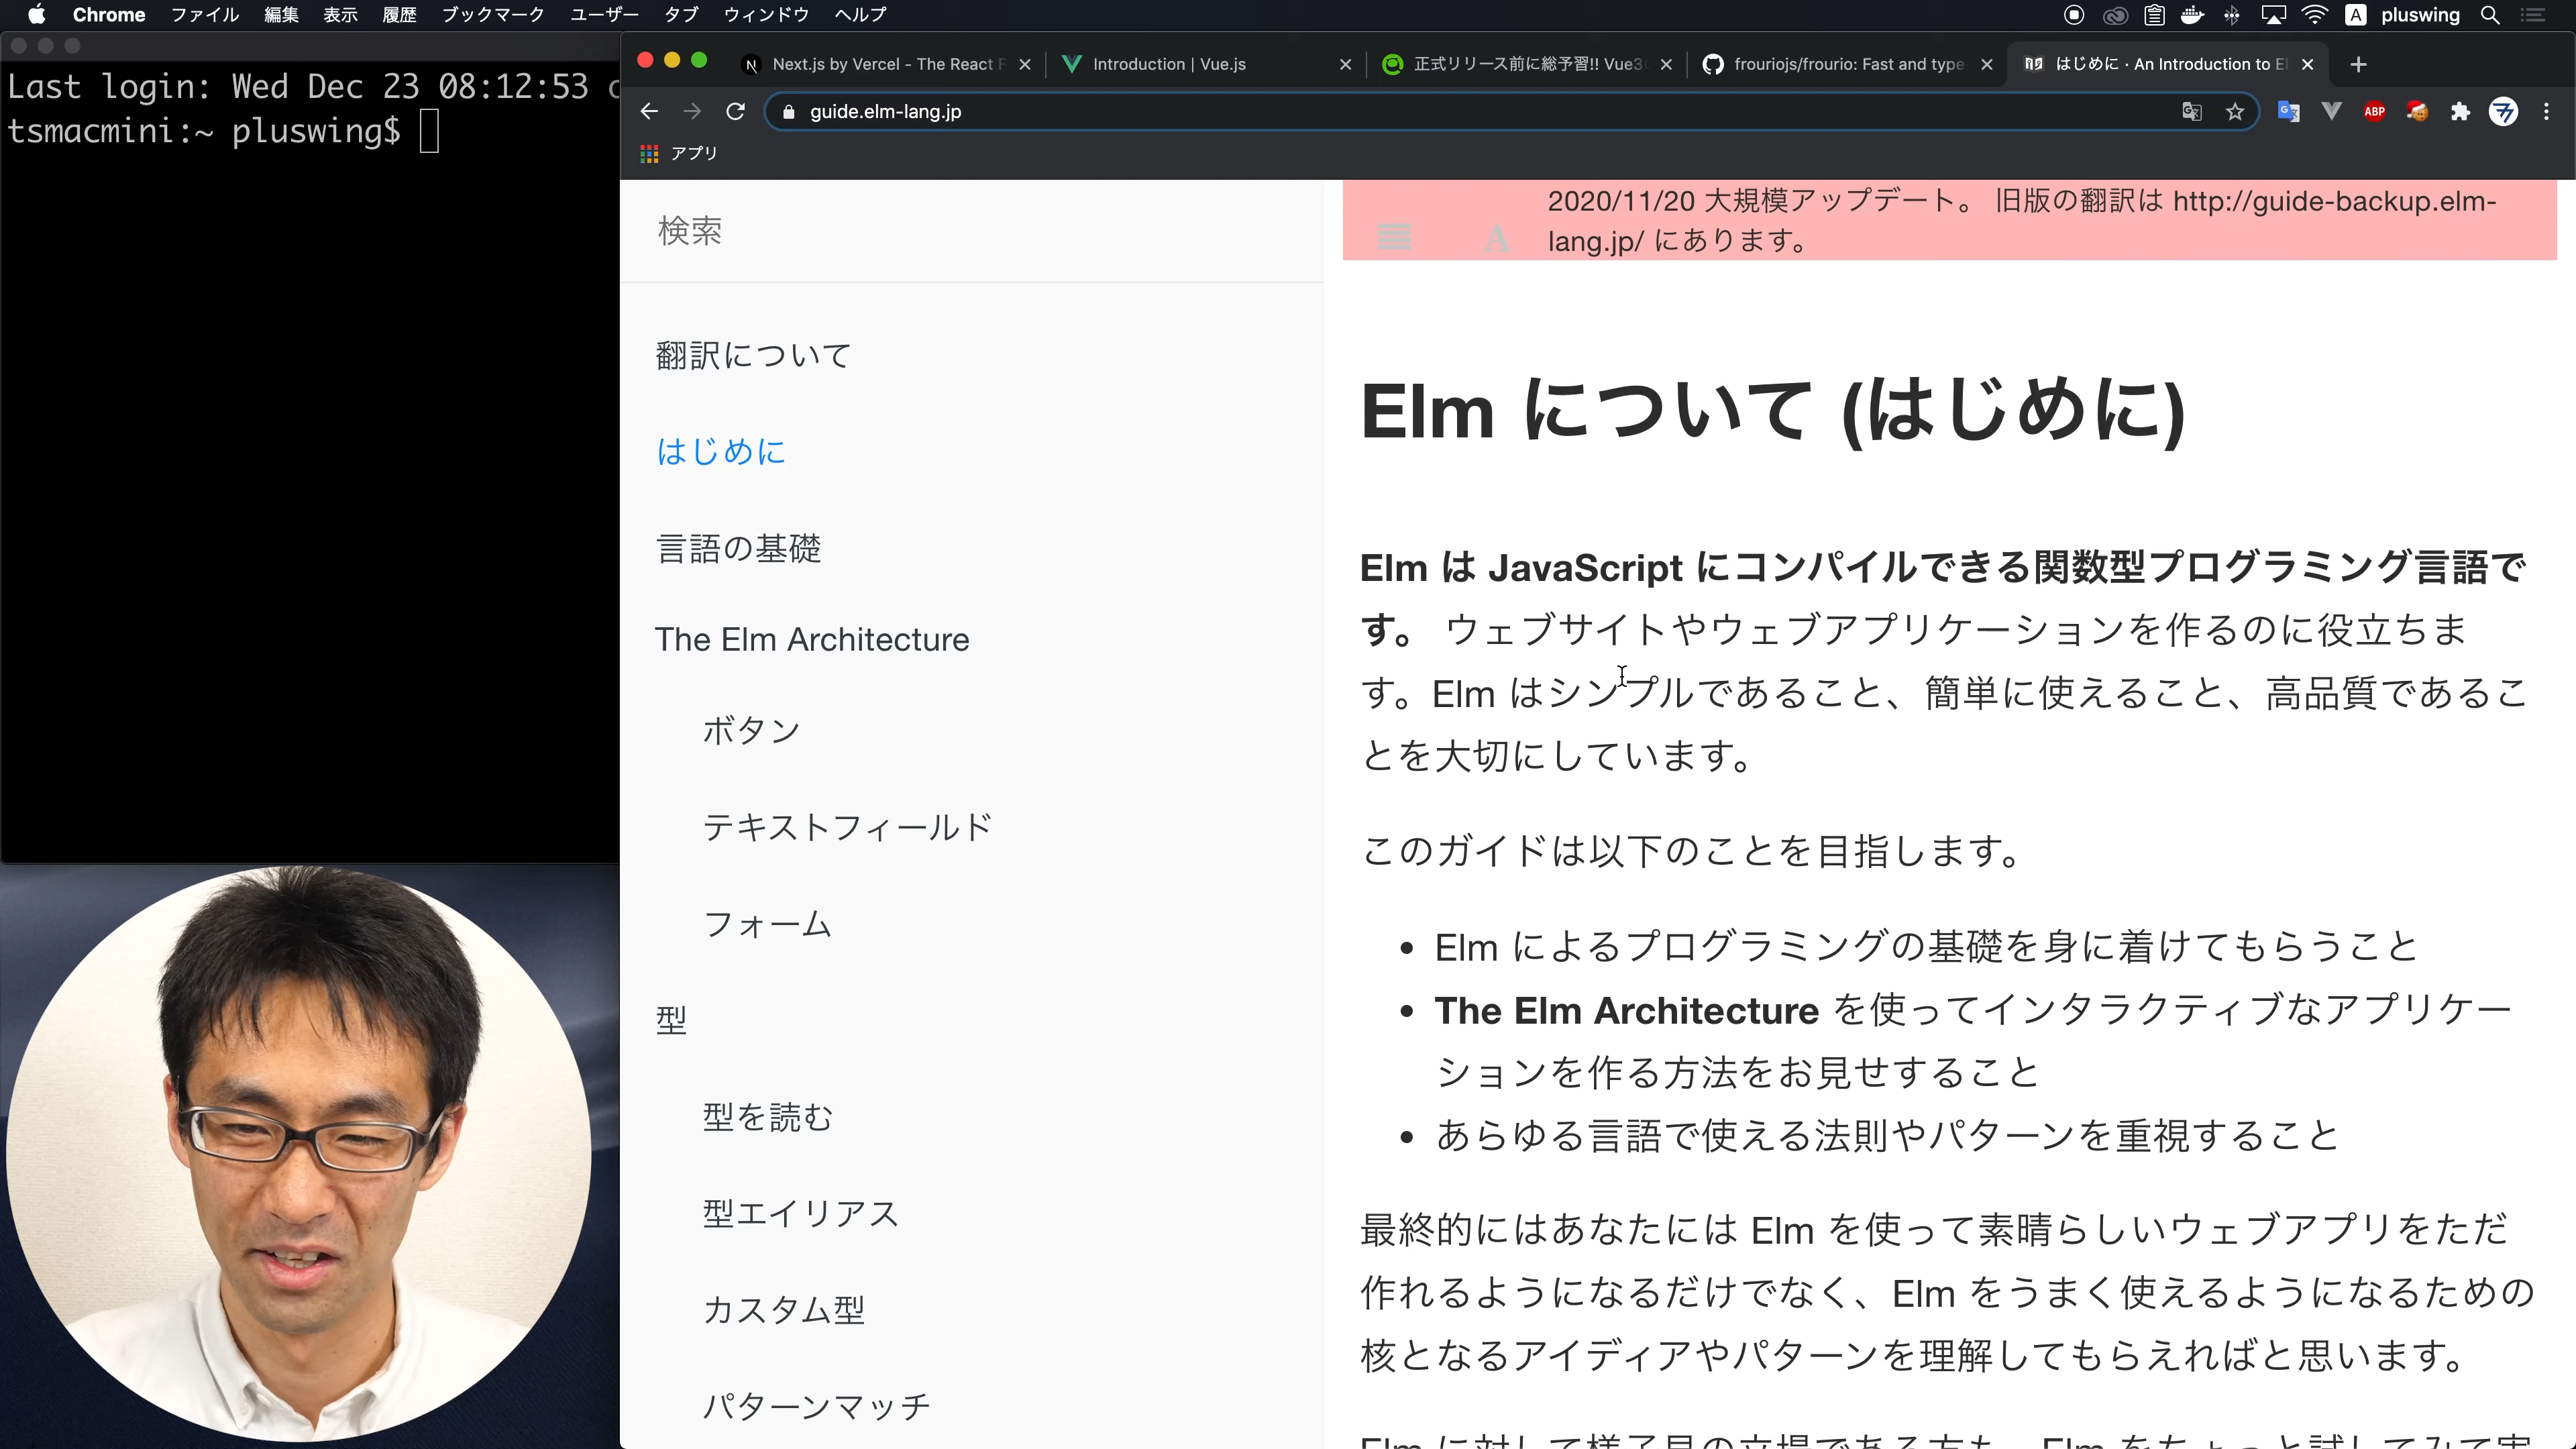 Chrome ファイル 編集 表示 履歴 ブックマーク ユーザー タブ ウィンドウ ヘルプ
A pluswing
Last login: Wed Dec 23 08:12:53
tsmacmini:~ pluswing$
Next.js by Vercel - The React
Introduction | Vue.js
正式リリース前に総予習!! Vue3
frouriojs/frourio: Fast and type-
はじめに · An Introduction to El
guide.elm-lang.jp
ABP
アプリ
検索
翻訳について
はじめに
言語の基礎
The Elm Architecture
ボタン
テキストフィールド
フォーム
型
型を読む
型エイリアス
カスタム型
パターンマッチ
A
2020/11/20 大規模アップデート。 旧版の翻訳は http://guide-backup.elm-
lang.jp/ にあります。
Elm について (はじめに)
Elm は JavaScript にコンパイルできる関数型プログラミング言語で
す。 ウェブサイトやウェブアプリケーションを作るのに役立ちま
す。Elm はシンプルであること、簡単に使えること、高品質であるこ
とを大切にしています。
このガイドは以下のことを目指します。
• Elm によるプログラミングの基礎を身に着けてもらうこと
• The Elm Architecture を使ってインタラクティブなアプリケー
ションを作る方法をお見せすること
• あらゆる言語で使える法則やパターンを重視すること
最終的にはあなたには Elm を使って素晴らしいウェブアプリをただ
作れるようになるだけでなく、Elm をうまく使えるようになるための
核となるアイディアやパターンを理解してもらえればと思います。